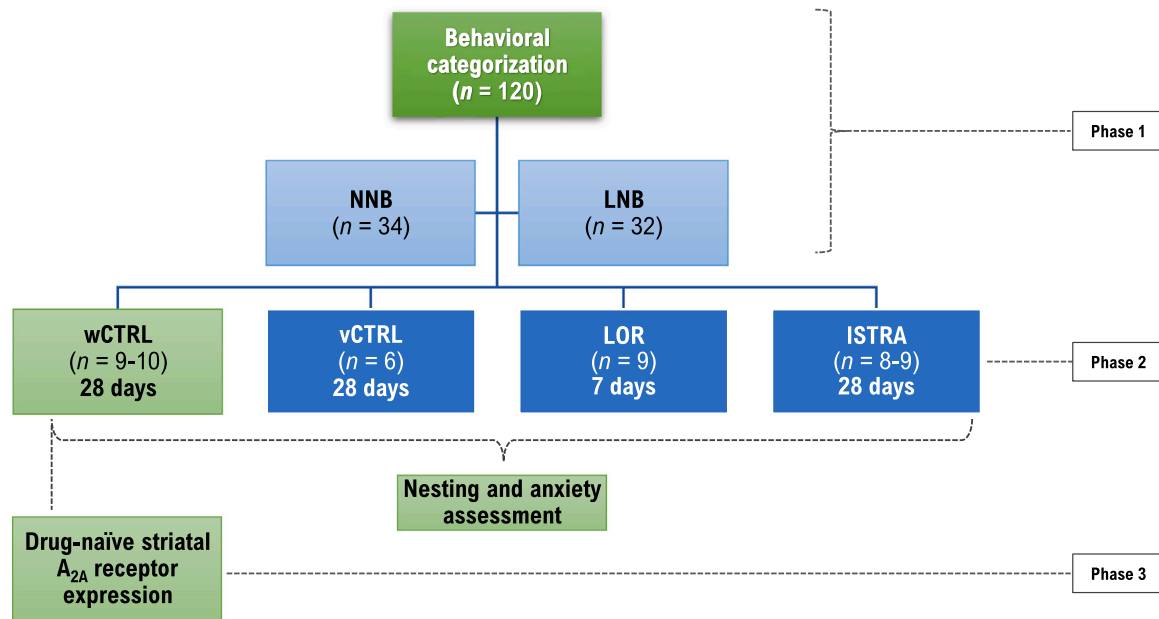 Behavioral
categorization
(n = 120)
Phase 1
NNB
(n = 34)
LNB
(n = 32)
wCTRL
(n = 9-10)
28 days
vCTRL
(n = 6)
28 days
LOR
(n = 9)
7 days
ISTRA
(n = 8-9)
28 days
Phase 2
Nesting and anxiety
assessment
Drug-naïve striatal
A2A receptor
expression
Phase 3